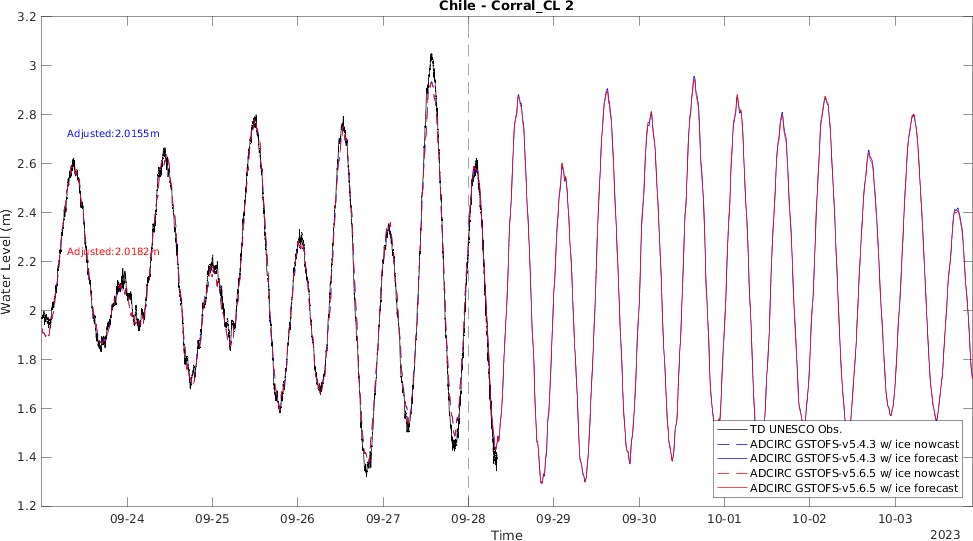 Chile - Corral_CL 2
3.2
3
2.8
2.6
2.4
2.2
2
1.8
1.6
1.4
1.2
Water Level (m)
Adjusted:2.0155m
Adjusted:2.0182m
TD UNESCO Obs.
ADCIRC GSTOFS-v5.4.3 w/ ice nowcast
ADCIRC GSTOFS-v5.4.3 w/ ice forecast
ADCIRC GSTOFS-v5.6.5 w/ ice nowcast
ADCIRC GSTOFS-v5.6.5 w/ ice forecast
09-24 09-25 09-26 09-27 09-28 09-29 09-30 10-01 10-02 10-03
Time
2023